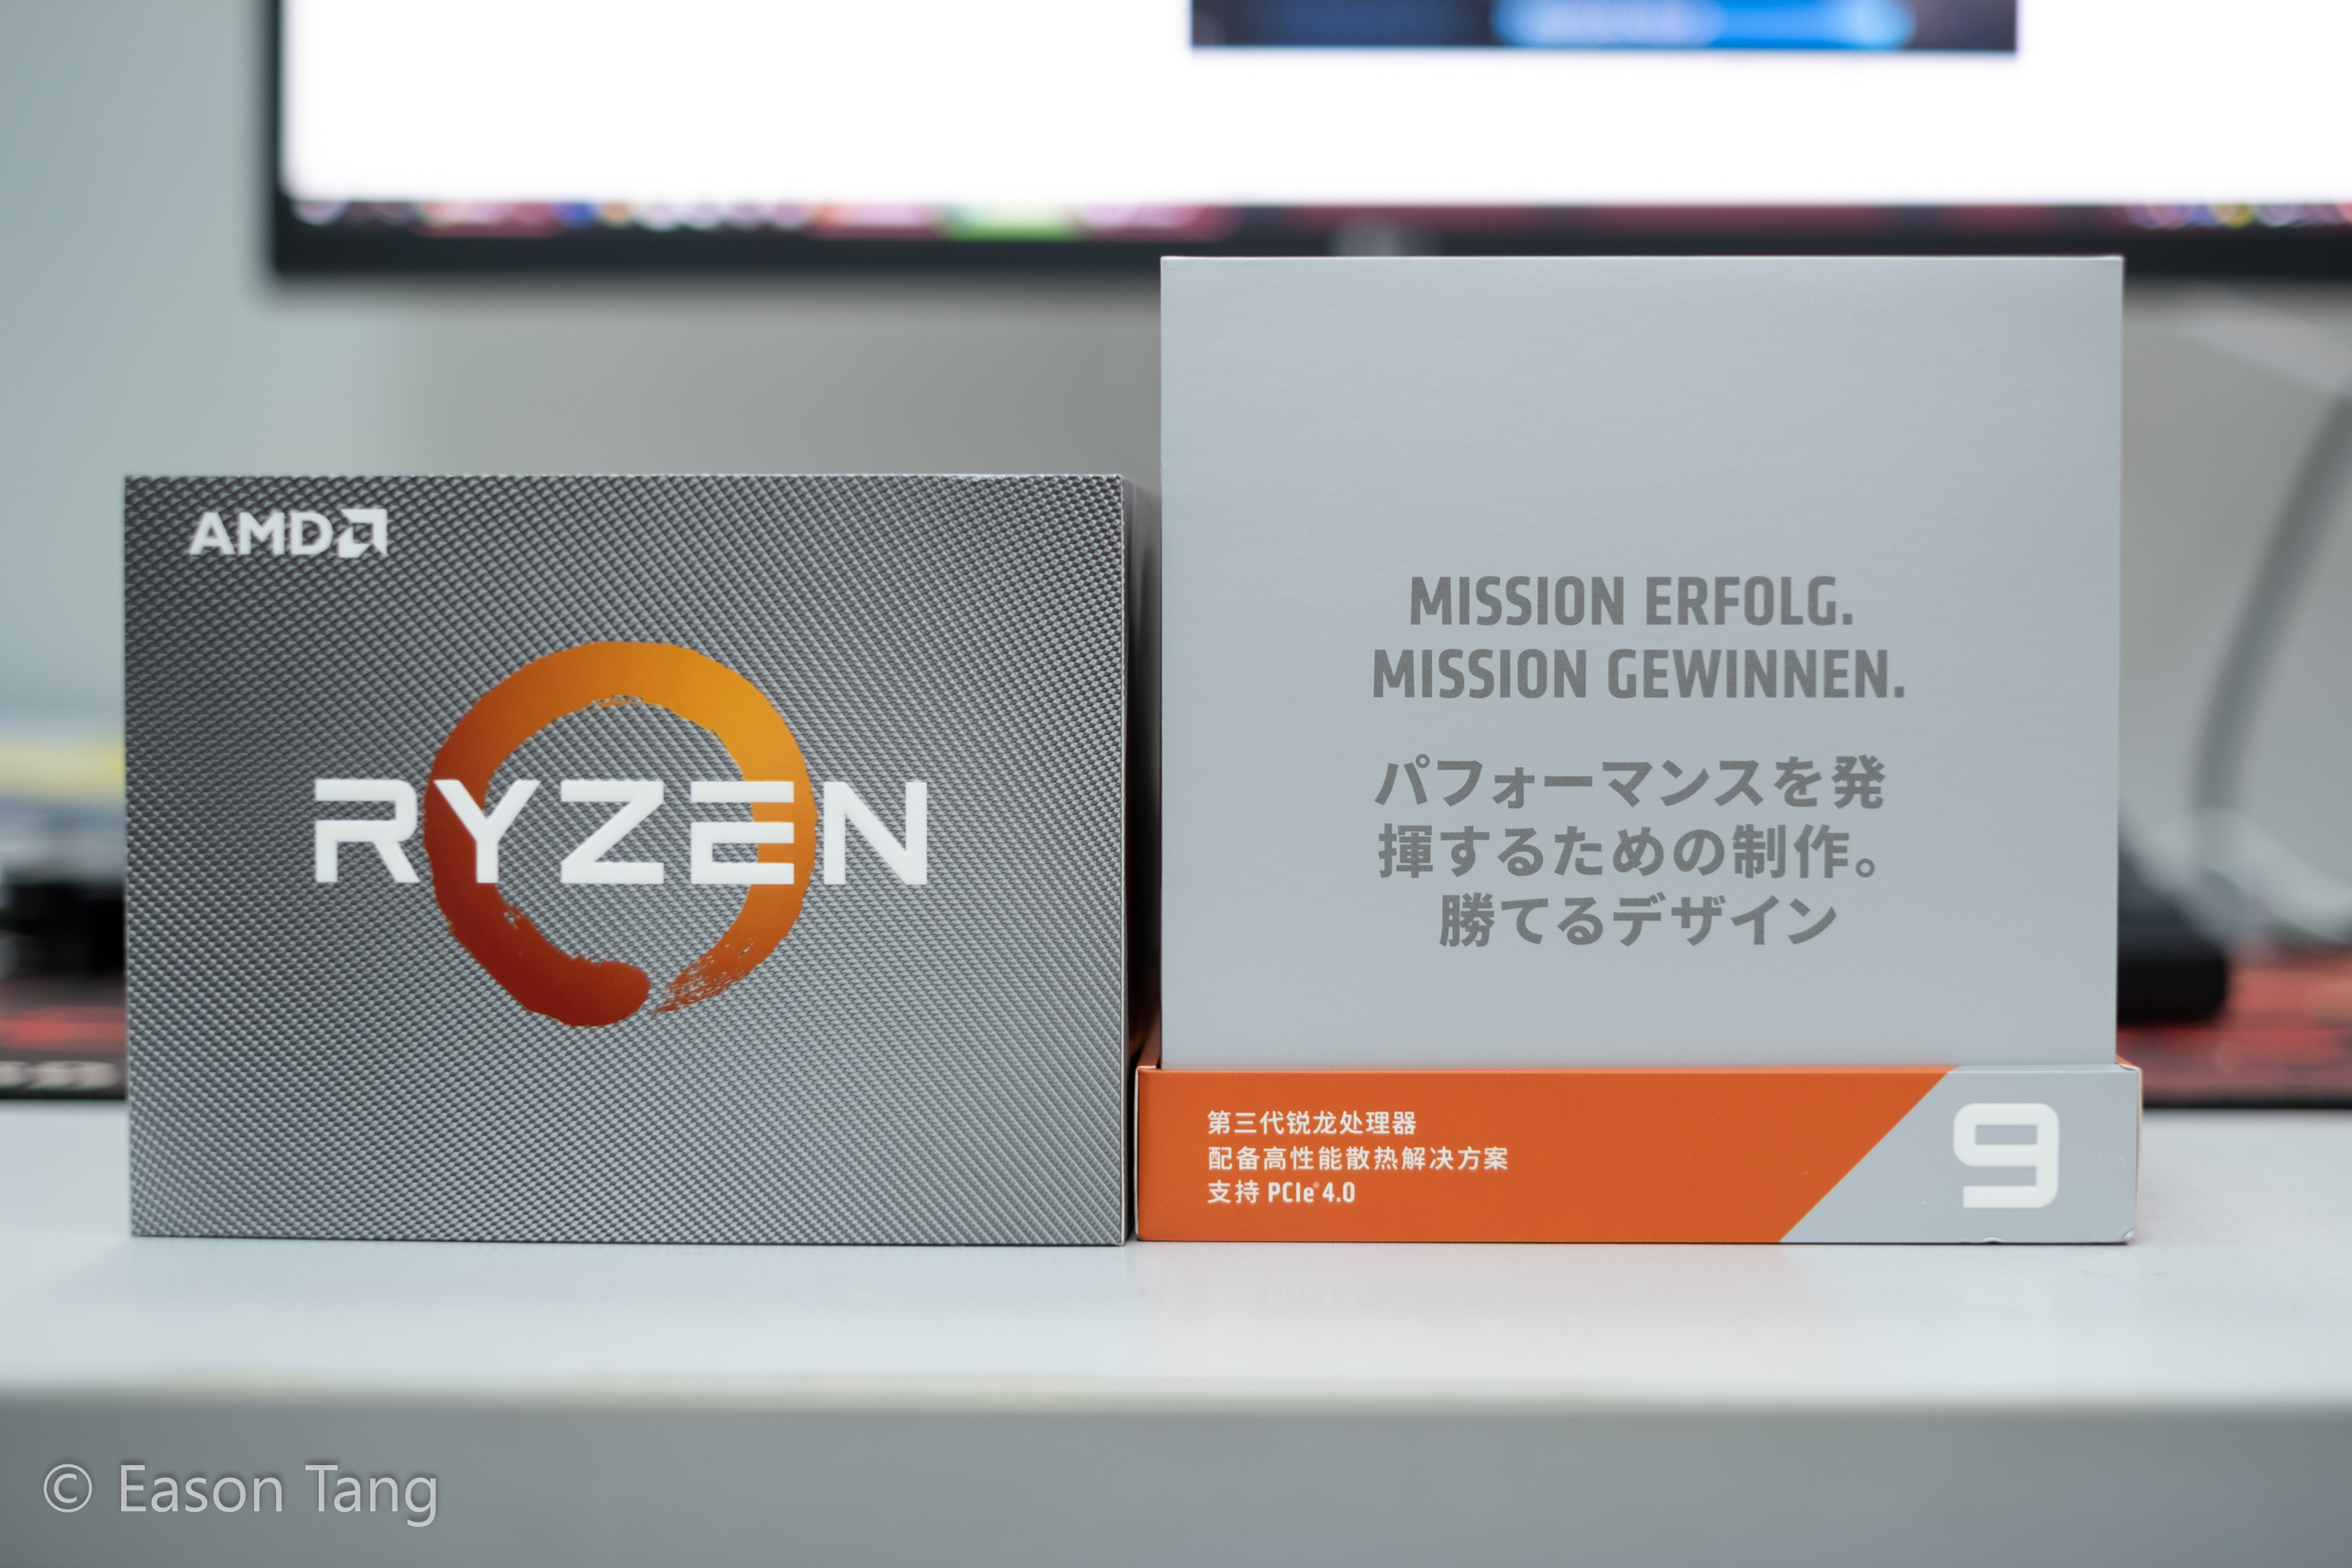 AMD
RYZEN
MISSION ERFOLG.
MISSION GEWINNEN.
パフォーマンスを発
揮するための制作。
勝てるデザイン
第三代锐龙处理器
配备高性能散热解决方案
支持 PCIe® 4.0
9
© Eason Tang